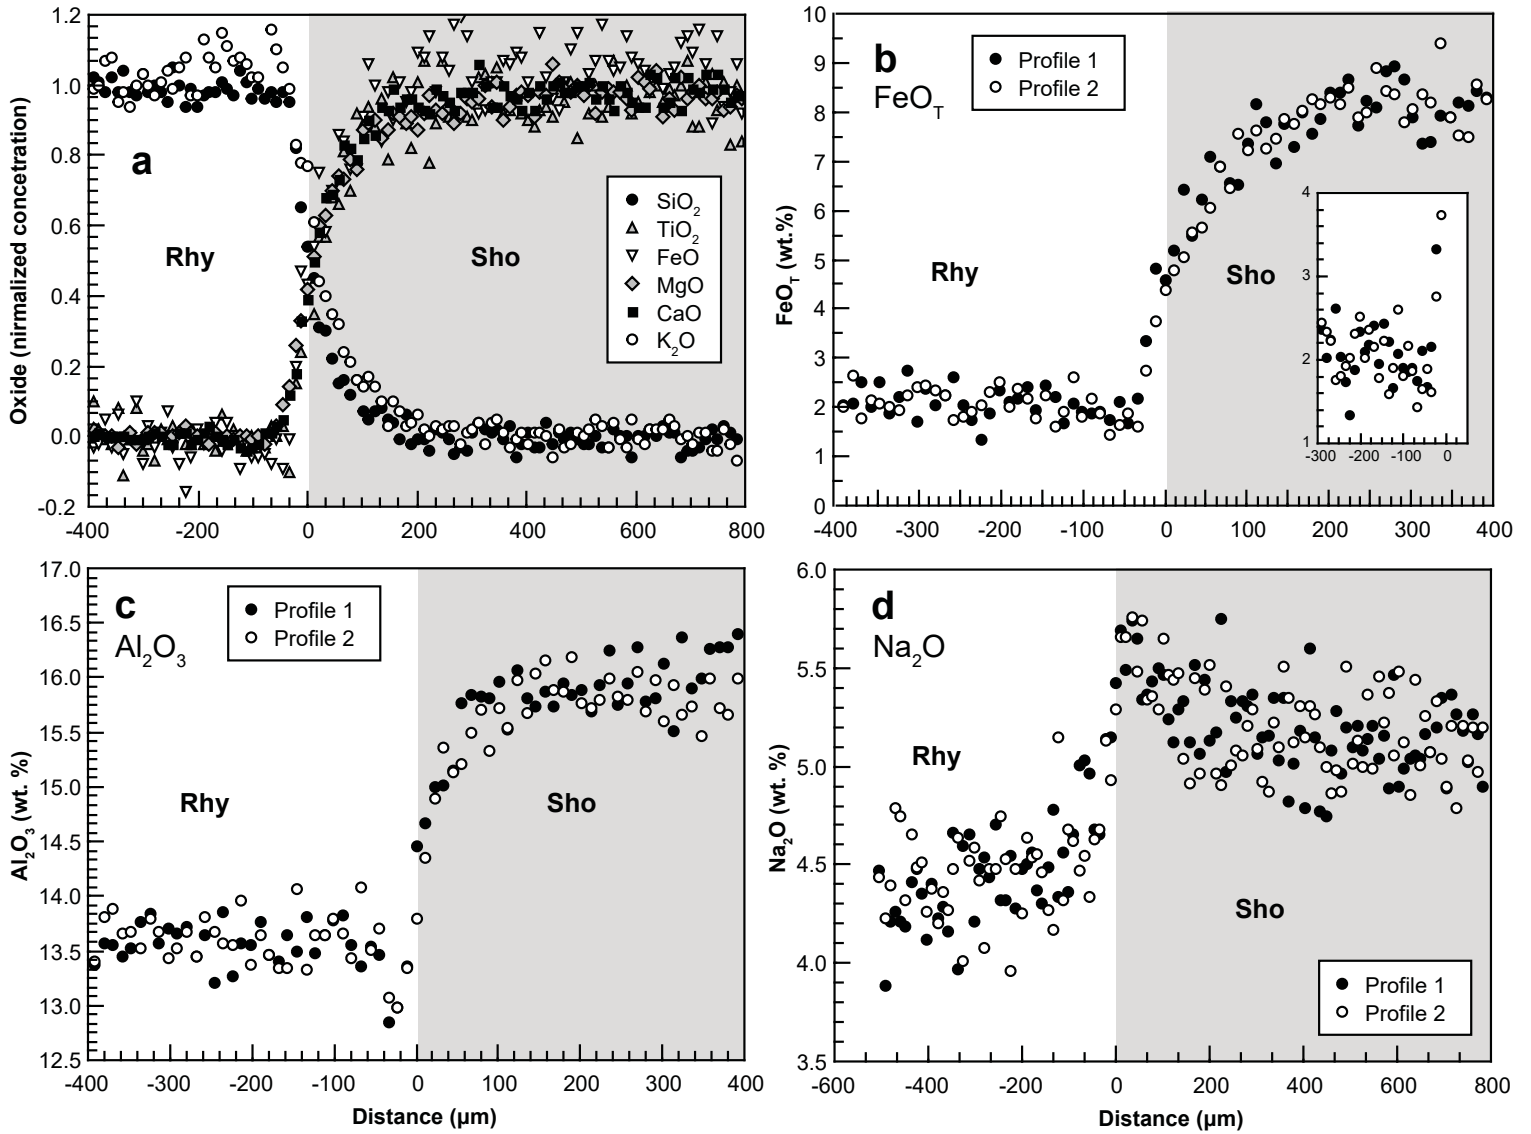 a
Oxide (nirmalized concetration)
1.2
1.0
0.8
0.6
0.4
0.2
0.0
-0.2
Rhy
Sho
SiO2
TiO2
FeO
MgO
CaO
K2O
-400
-200
0
200
400
600
800
b
FeOT
FeOT (wt.%)
Profile 1
Profile 2
10
9
8
7
6
5
4
3
2
1
0
Rhy
Sho
4
3
2
1
-300
-200
-100
0
-400
-300
-200
-100
0
100
200
300
400
c
Al2O3
Al2O3 (wt. %)
Profile 1
Profile 2
17.0
16.5
16.0
15.5
15.0
14.5
14.0
13.5
13.0
12.5
Rhy
Sho
-400
-300
-200
-100
0
100
200
300
400
Distance (µm)
d
Na2O
Na2O (wt. %)
6.0
5.5
5.0
4.5
4.0
3.5
Rhy
Sho
Profile 1
Profile 2
-600
-400
-200
0
200
400
600
800
Distance (µm)